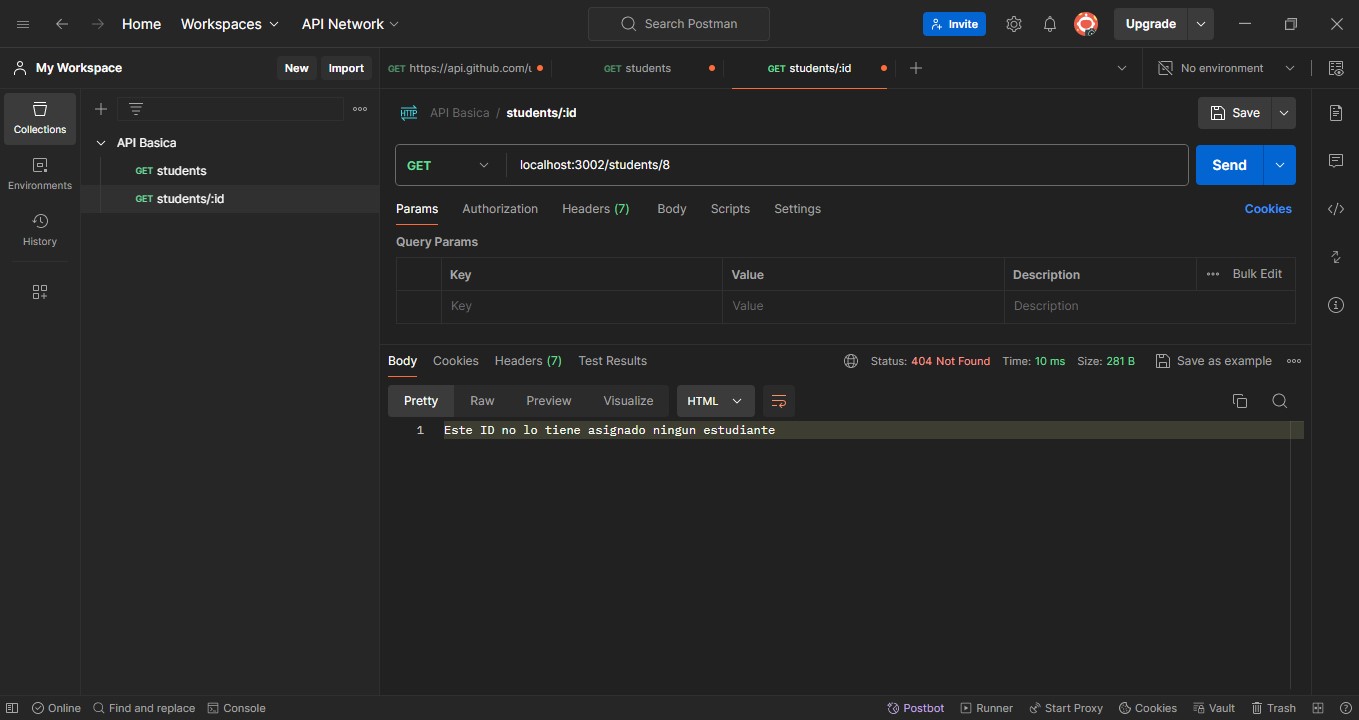 Home Workspaces API Network Search Postman Invite Upgrade
My Workspace New Import GET https://api.github.com/u GET students GET students/:id No environment
Collections
Environments
History
API Basica
GET students
GET students/:id
HTTP API Basica / students/:id Save
GET localhost:3002/students/8 Send
Params Authorization Headers (7) Body Scripts Settings Cookies
Query Params
Key Value Description Bulk Edit
Key Value Description
Body Cookies Headers (7) Test Results Status: 404 Not Found Time: 10 ms Size: 281 B Save as example
Pretty Raw Preview Visualize HTML
1 Este ID no lo tiene asignado ningun estudiante
Online Find and replace Console Postbot Runner Start Proxy Cookies Vault Trash